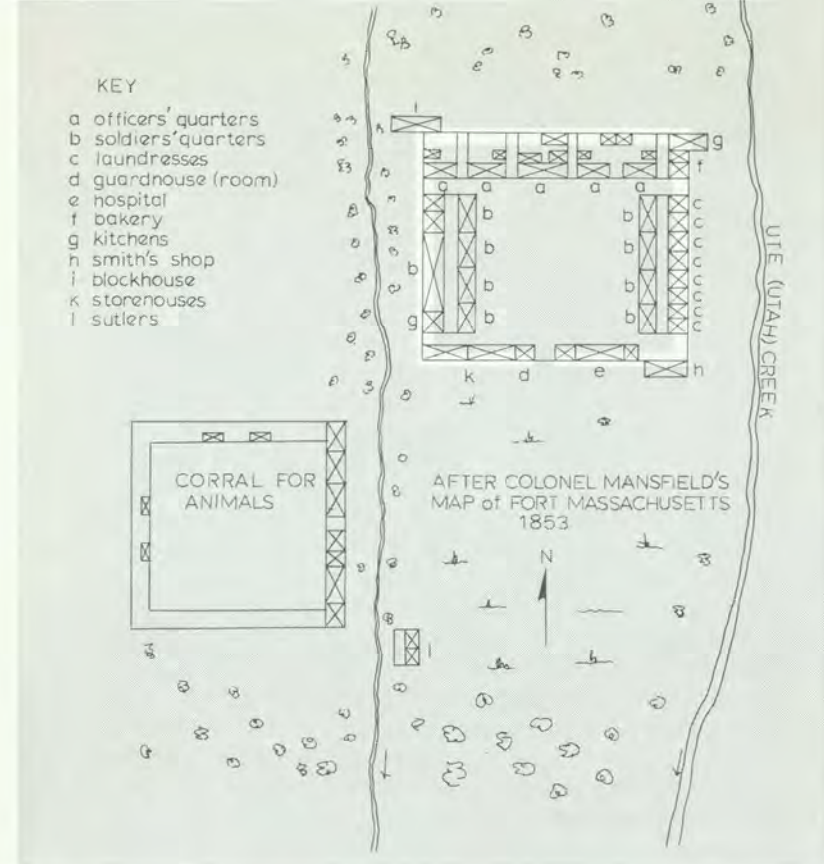 KEY
a officers' quarters
b soldiers' quarters
c laundresses
d guardhouse (room)
e hospital
f bakery
g kitchens
h smith's shop
i blockhouse
k storehouses
l sutlers
i
g
f
a a a a a
b b c
c
b b c
c
b
b b c
c
g b b c
c
k d e h
UTE (UTAH) CREEK
CORRAL FOR
ANIMALS
AFTER COLONEL MANSFIELD'S
MAP of FORT MASSACHUSETTS
1853
N
l